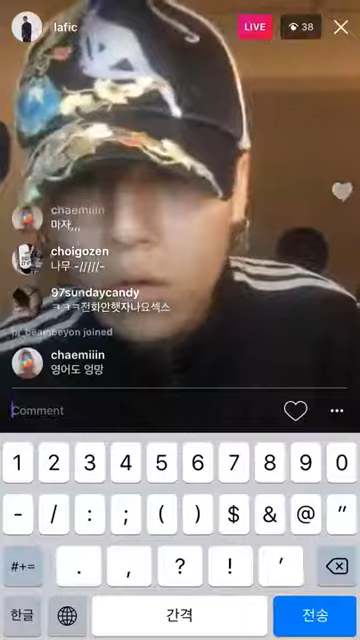 lafic
LIVE
38
chaemiiin
마자,,,
choigozen
나무 -/////-
97sundaycandy
ㅋㅋㅋ전화안햇자나요섹스
joined
chaemiiin
영어도 엉망
Comment
1 2 3 4 5 6 7 8 9 0
- / : ; ( ) $ & @ "
#+= . , ? ! '
한글 간격 전송